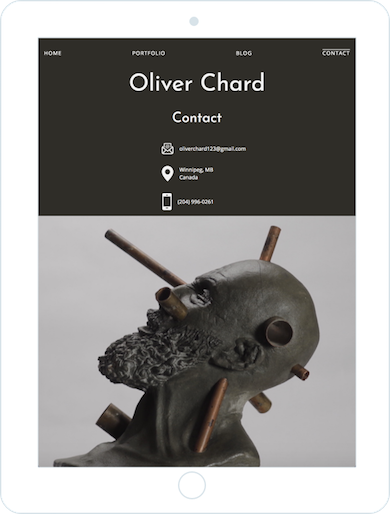 HOME PORTFOLIO BLOG CONTACT
Oliver Chard
Contact
oliverchard123@gmail.com
Winnipeg, MB
Canada
(204) 996-0261